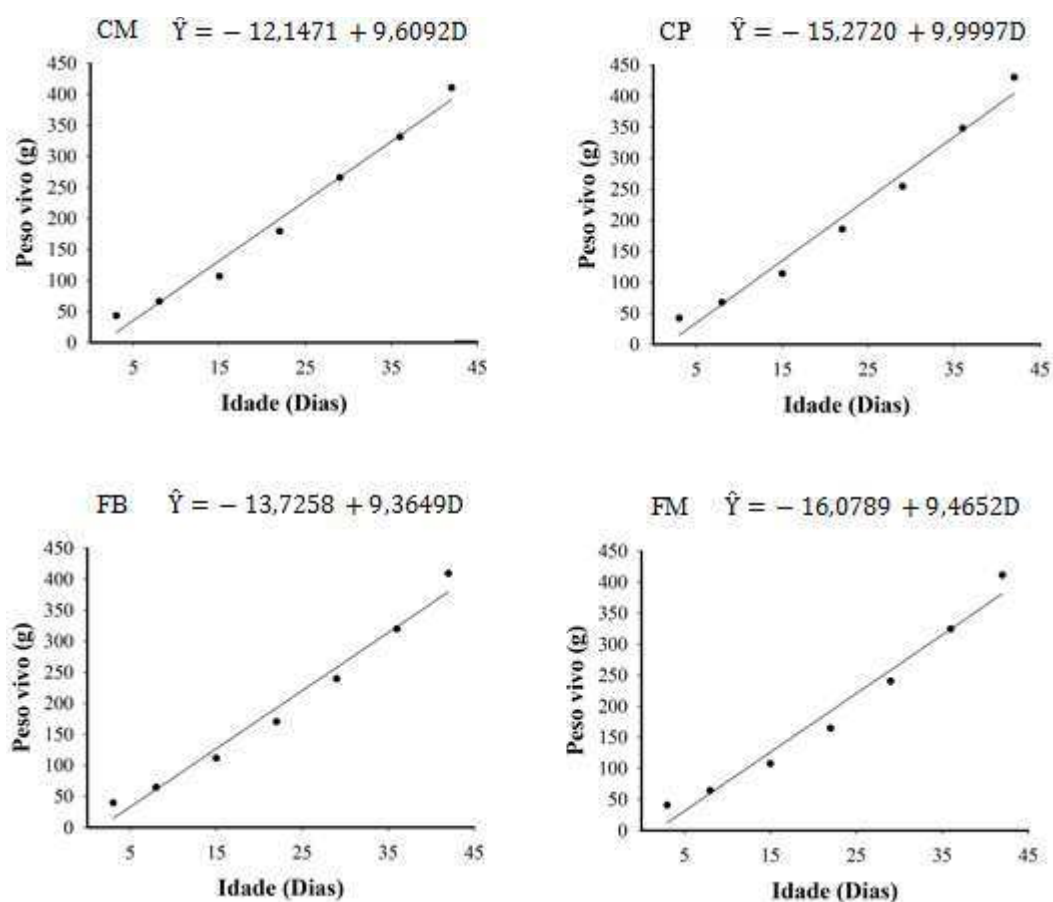 CM Ŷ = − 12,1471 + 9,6092D
450
400
350
300
250
200
150
100
50
0
Peso vivo (g)
5 15 25 35 45
Idade (Dias)
CP Ŷ = − 15,2720 + 9,9997D
450
400
350
300
250
200
150
100
50
0
Peso vivo (g)
5 15 25 35 45
Idade (Dias)
FB Ŷ = − 13,7258 + 9,3649D
450
400
350
300
250
200
150
100
50
0
Peso vivo (g)
5 15 25 35 45
Idade (Dias)
FM Ŷ = − 16,0789 + 9,4652D
450
400
350
300
250
200
150
100
50
0
Peso vivo (g)
5 15 25 35 45
Idade (Dias)